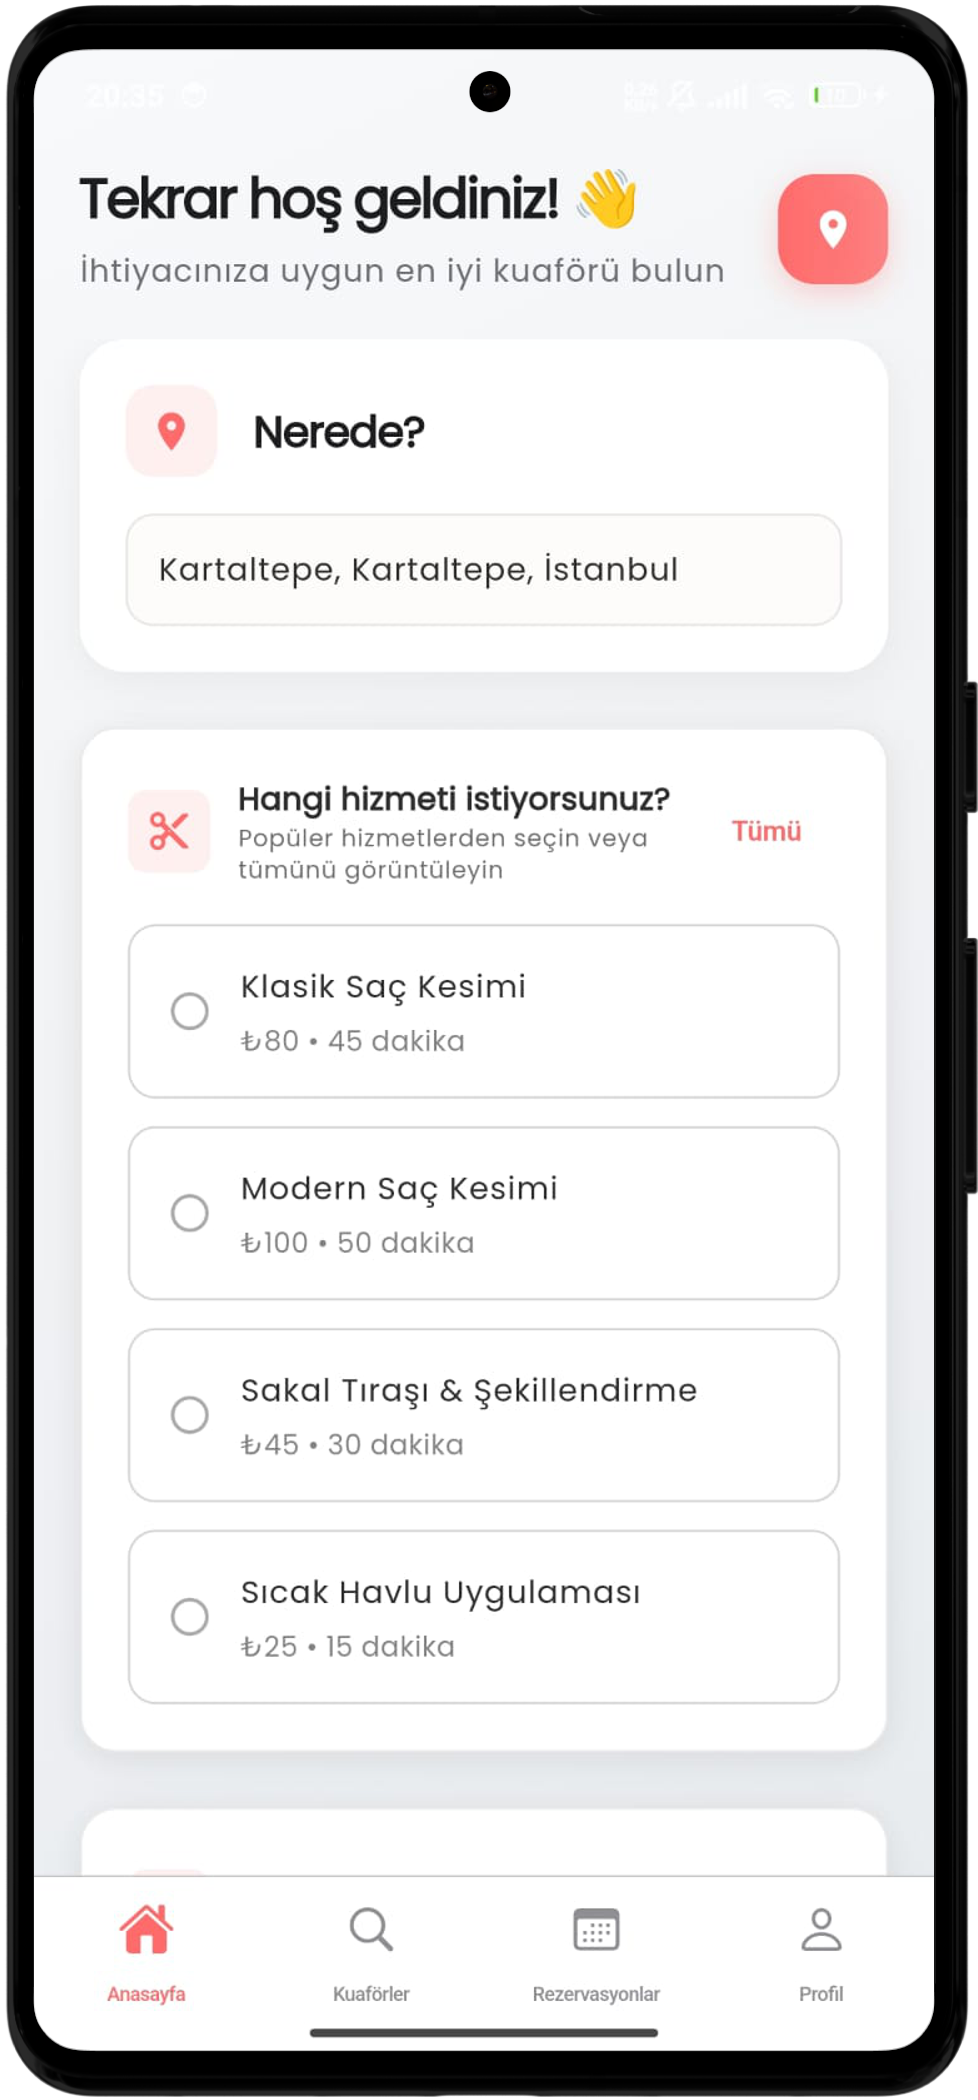 20:35
Tekrar hoş geldiniz! 👋
İhtiyacınıza uygun en iyi kuaförü bulun
Nerede?
Kartaltepe, Kartaltepe, İstanbul
Hangi hizmeti istiyorsunuz?
Popüler hizmetlerden seçin veya
tümünü görüntüleyin
Tümü
Klasik Saç Kesimi
₺80 • 45 dakika
Modern Saç Kesimi
₺100 • 50 dakika
Sakal Tıraşı & Şekillendirme
₺45 • 30 dakika
Sıcak Havlu Uygulaması
₺25 • 15 dakika
Anasayfa
Kuaförler
Rezervasyonlar
Profil